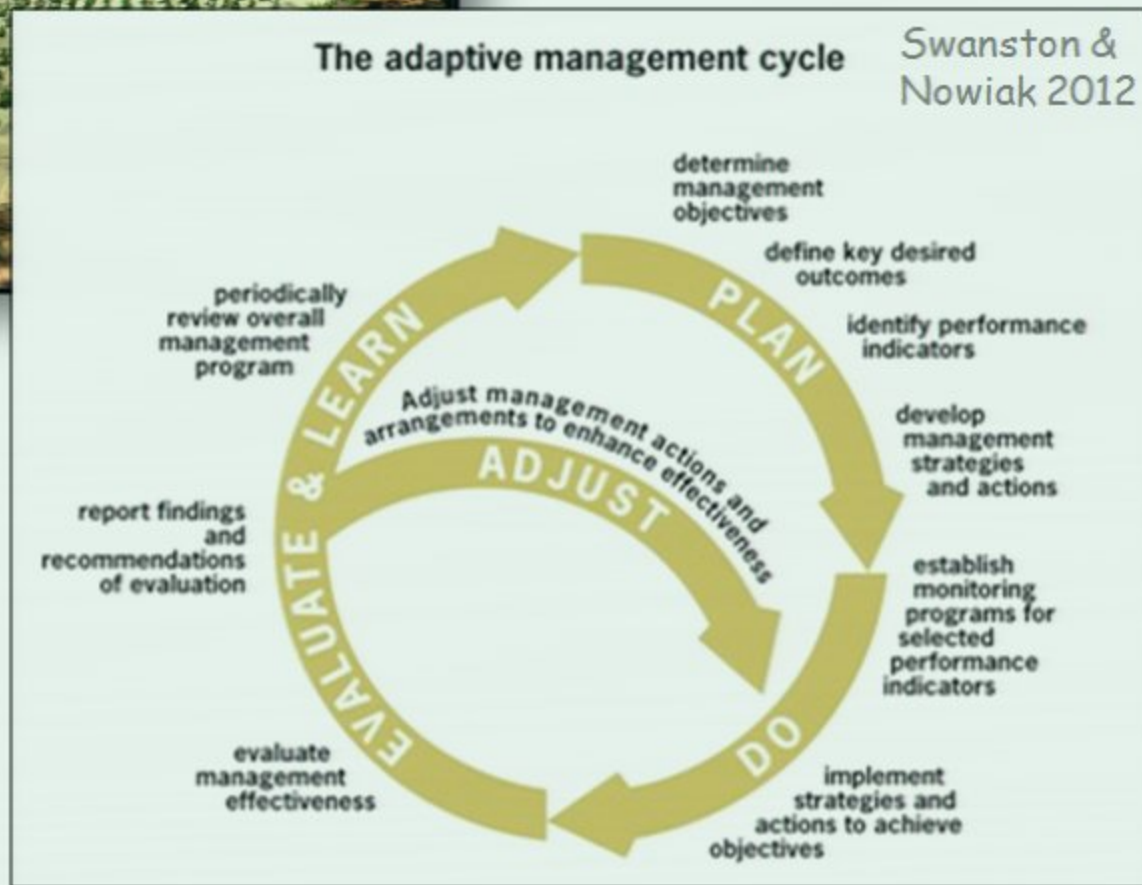 The adaptive management cycle
Swanston &
Nowiak 2012
determine
management
objectives
define key desired
outcomes
identify performance
indicators
develop
management
strategies
and actions
establish
monitoring
programs for
selected
performance
indicators
implement
strategies and
actions to achieve
objectives
evaluate
management
effectiveness
report findings
and
recommendations
of evaluation
periodically
review overall
management
program
PLAN
DO
EVALUATE & LEARN
Adjust management actions and
arrangements to enhance effectiveness
ADJUST